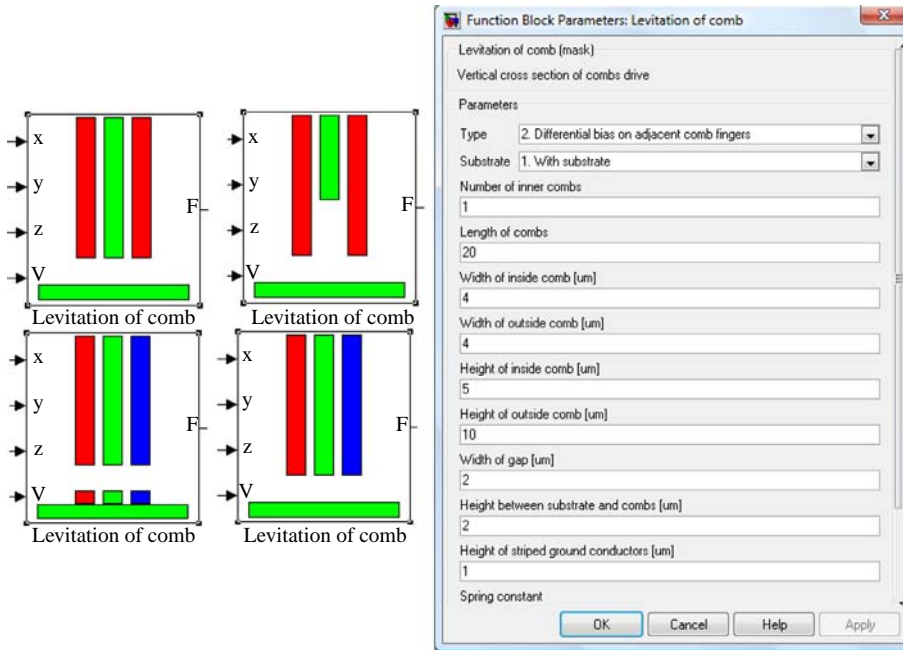 x
y
z
V
F
Levitation of comb
x
y
z
V
F
Levitation of comb
x
y
z
V
F
Levitation of comb
x
y
z
V
F
Levitation of comb
Function Block Parameters: Levitation of comb
Levitation of comb (mask)
Vertical cross section of combs drive
Parameters
Type 2. Differential bias on adjacent comb fingers
Substrate 1. With substrate
Number of inner combs
1
Length of combs
20
Width of inside comb [um]
4
Width of outside comb [um]
4
Height of inside comb [um]
5
Height of outside comb [um]
10
Width of gap [um]
2
Height between substrate and combs [um]
2
Height of striped ground conductors [um]
1
Spring constant
OK Cancel Help Apply